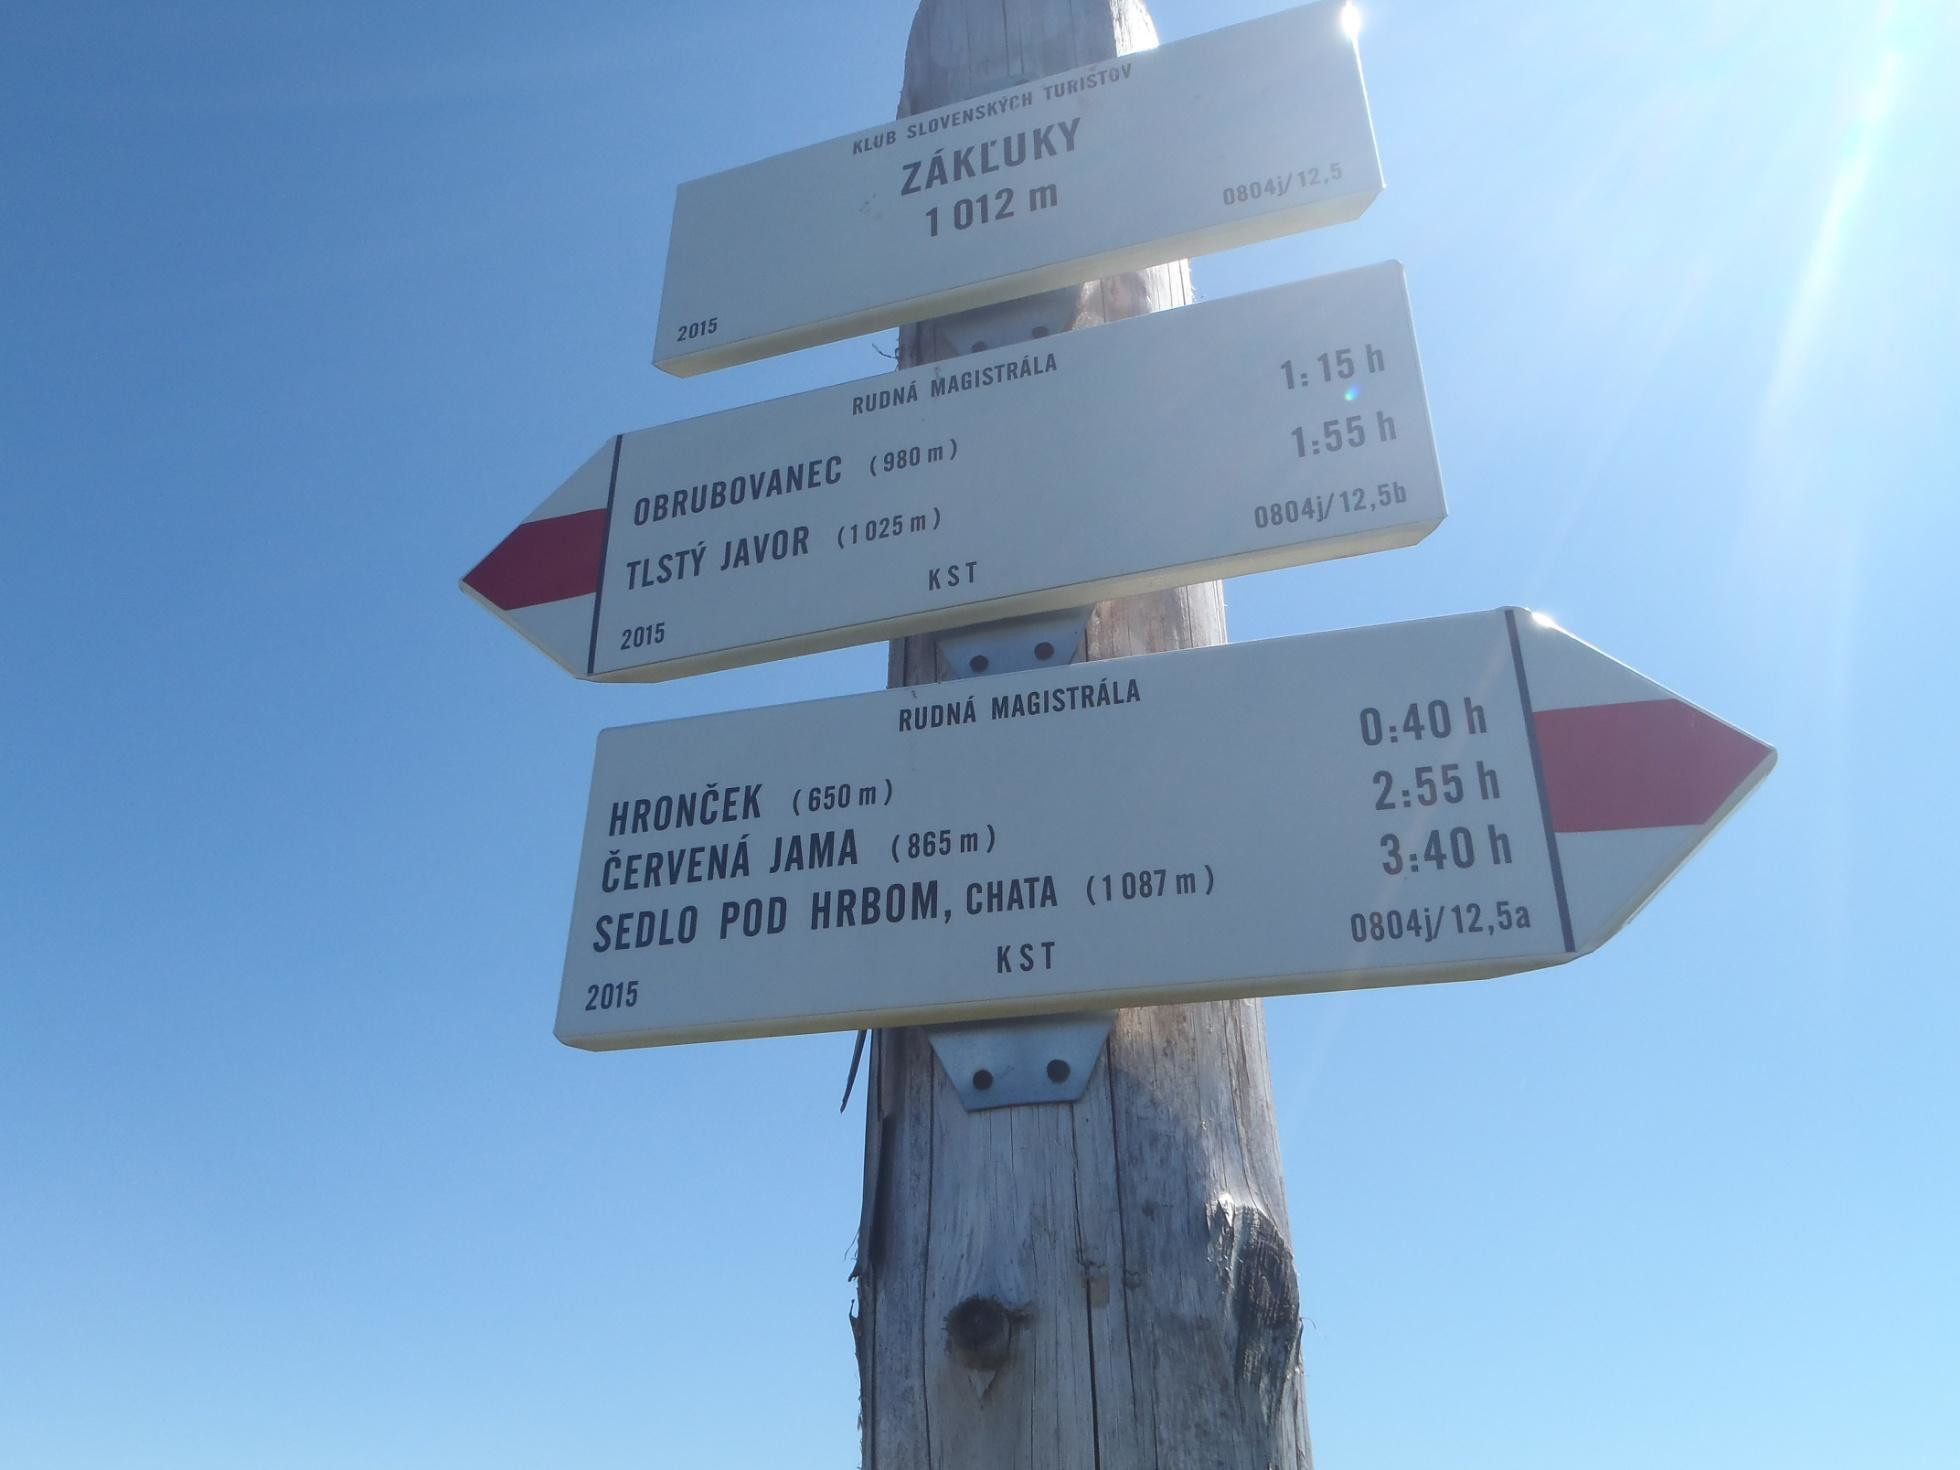 KLUB SLOVENSKÝCH TURISTOV
ZÁKĽUKY
1 012 m
0804j/12,5
2015
RUDNÁ MAGISTRÁLA
OBRUBOVANEC (980 m) 1:15 h
TLSTÝ JAVOR (1 025 m) 1:55 h
0804j/12,5b
KST
2015
RUDNÁ MAGISTRÁLA
HRONČEK (650 m) 0:40 h
ČERVENÁ JAMA (865 m) 2:55 h
SEDLO POD HRBOM, CHATA (1 087 m) 3:40 h
0804j/12,5a
KST
2015